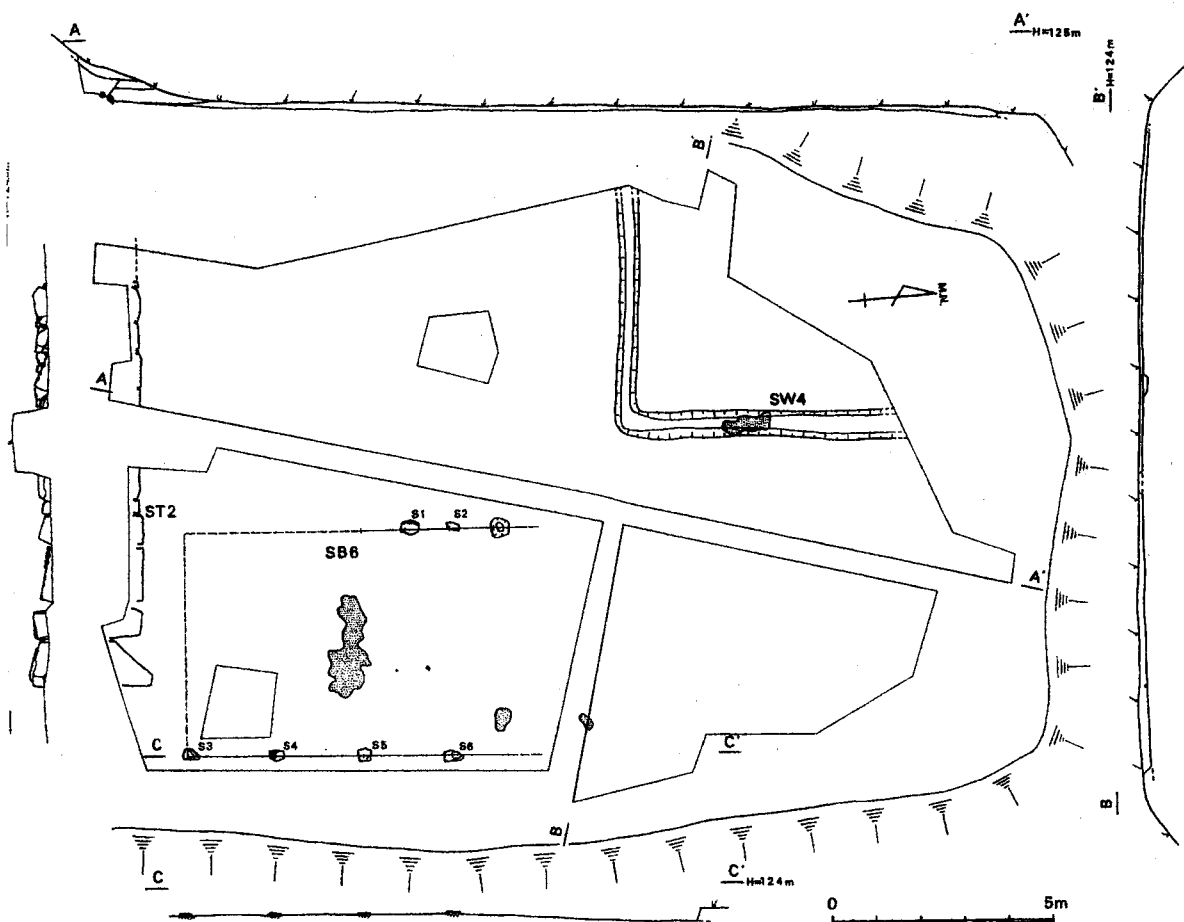 A
A'
H=125m
B'
H=124m
B'
M.N.
A
SW4
ST2
S1
S2
SB6
A'
S3
S4
S5
S6
C
C'
B
B
C
C'
H=124m
0
5m